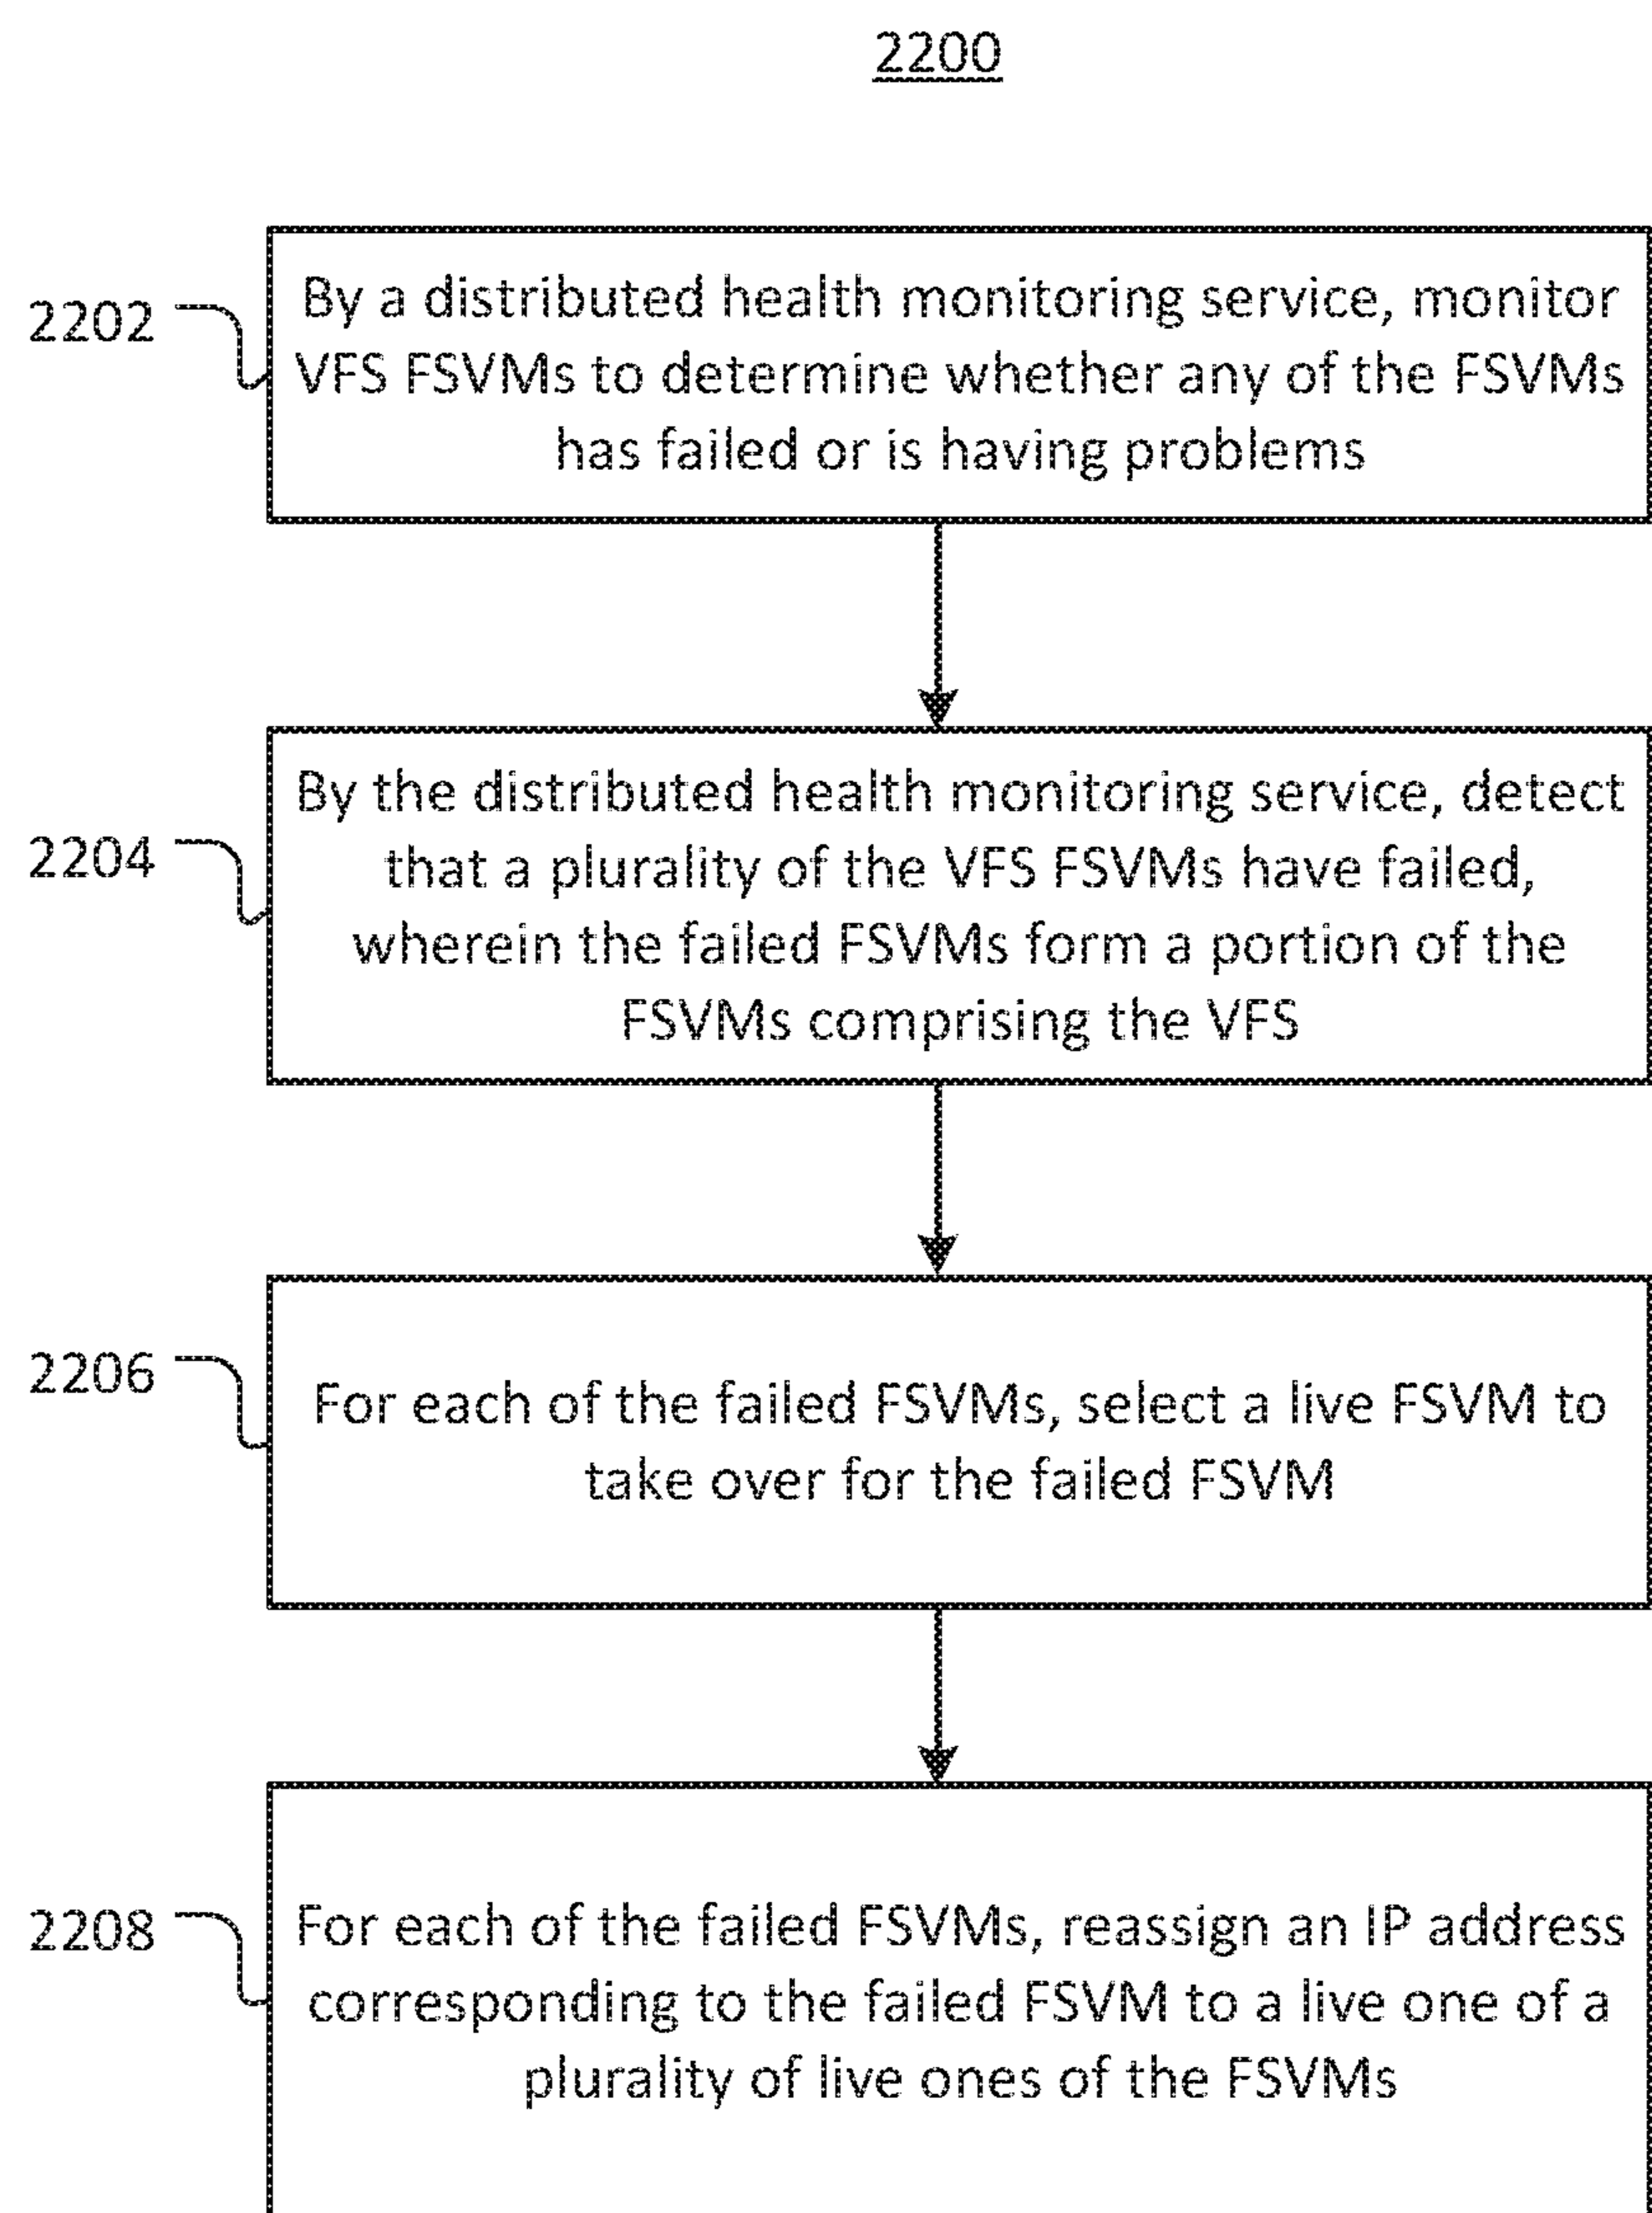 2200
2202
By a distributed health monitoring service, monitor
VFS FSVMs to determine whether any of the FSVMs
has failed or is having problems
2204
By the distributed health monitoring service, detect
that a plurality of the VFS FSVMs have failed,
wherein the failed FSVMs form a portion of the
FSVMs comprising the VFS
2206
For each of the failed FSVMs, select a live FSVM to
take over for the failed FSVM
2208
For each of the failed FSVMs, reassign an IP address
corresponding to the failed FSVM to a live one of a
plurality of live ones of the FSVMs